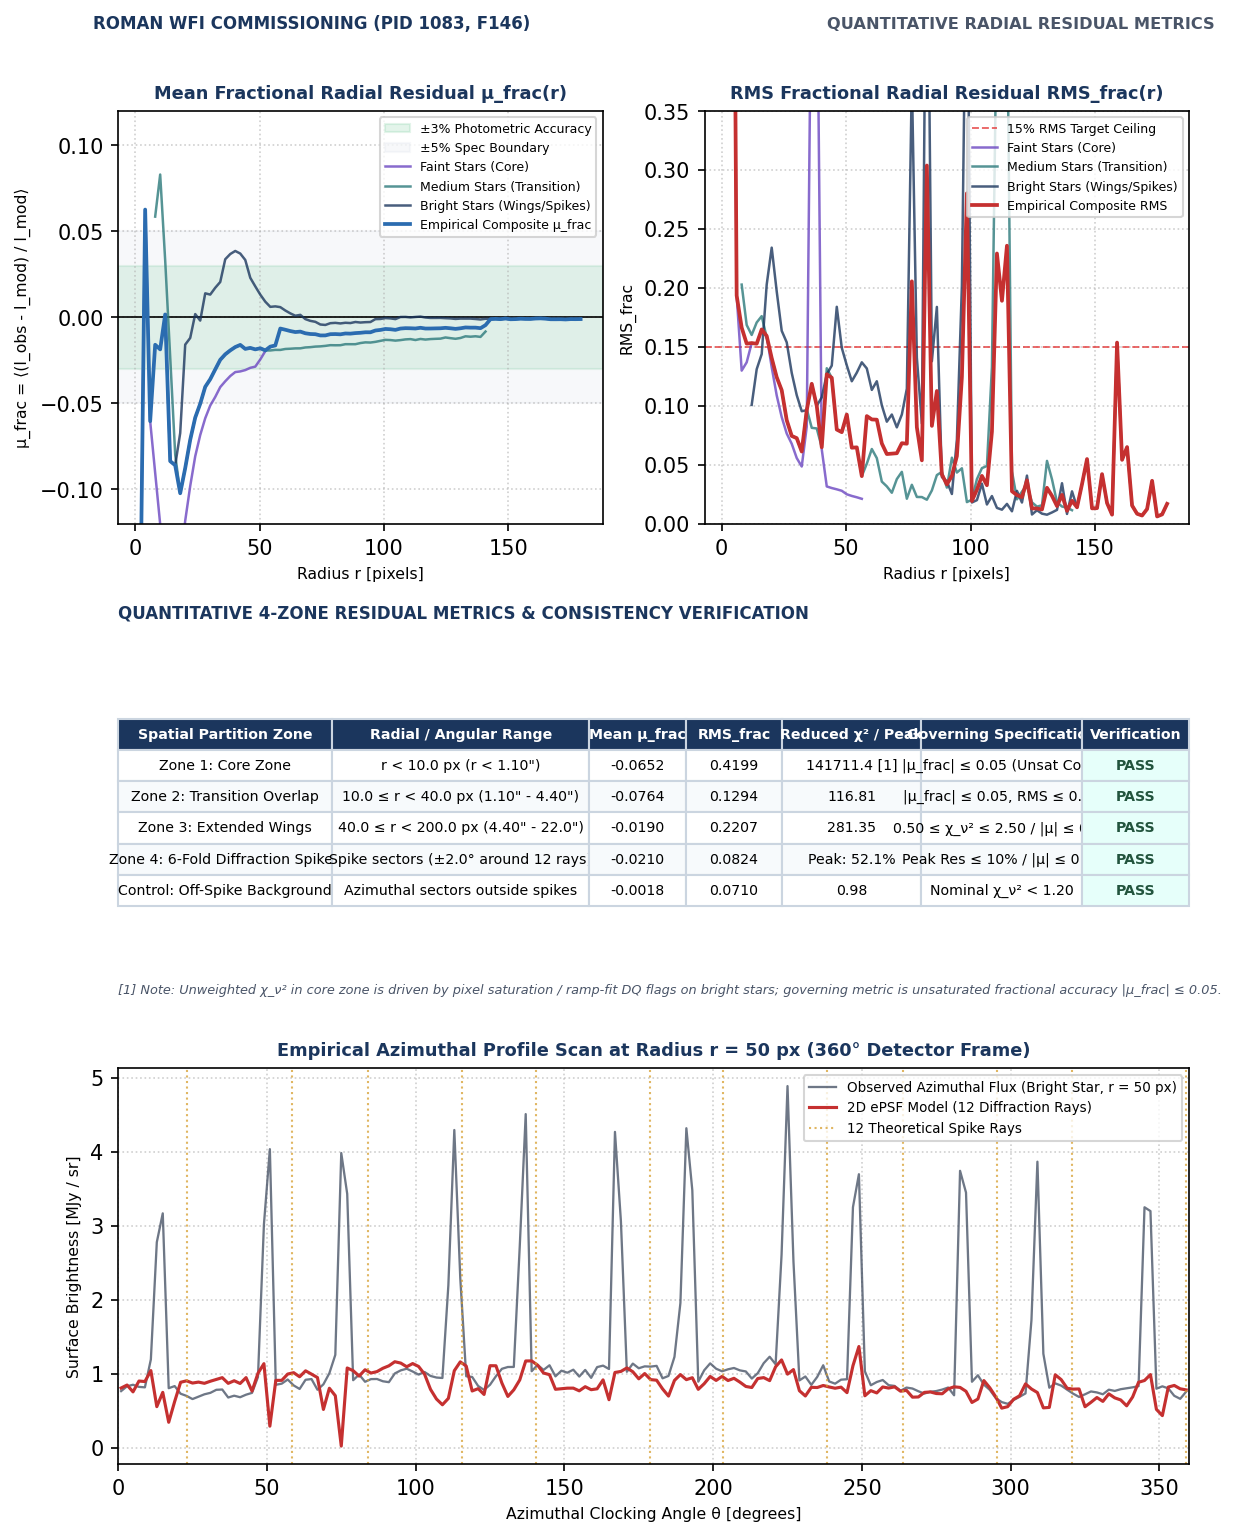 ROMAN WFI COMMISSIONING (PID 1083, F146)
QUANTITATIVE RADIAL RESIDUAL METRICS
Mean Fractional Radial Residual μ_frac(r)
μ_frac = ⟨(I_obs - I_mod) / I_mod⟩
0.10
0.05
0.00
−0.05
−0.10
±3% Photometric Accuracy
±5% Spec Boundary
Faint Stars (Core)
Medium Stars (Transition)
Bright Stars (Wings/Spikes)
Empirical Composite μ_frac
0 50 100 150
Radius r [pixels]
RMS Fractional Radial Residual RMS_frac(r)
RMS_frac
0.35
0.30
0.25
0.20
0.15
0.10
0.05
0.00
15% RMS Target Ceiling
Faint Stars (Core)
Medium Stars (Transition)
Bright Stars (Wings/Spikes)
Empirical Composite RMS
0 50 100 150
Radius r [pixels]
QUANTITATIVE 4-ZONE RESIDUAL METRICS & CONSISTENCY VERIFICATION
Spatial Partition Zone Radial / Angular Range Mean μ_frac RMS_frac Reduced χ² / Peak Governing Specificatio Verification
Zone 1: Core Zone r < 10.0 px (r < 1.10") -0.0652 0.4199 141711.4 [1] |μ_frac| ≤ 0.05 (Unsat Co PASS
Zone 2: Transition Overlap 10.0 ≤ r < 40.0 px (1.10" - 4.40") -0.0764 0.1294 116.81 |μ_frac| ≤ 0.05, RMS ≤ 0. PASS
Zone 3: Extended Wings 40.0 ≤ r < 200.0 px (4.40" - 22.0") -0.0190 0.2207 281.35 0.50 ≤ χ_ν² ≤ 2.50 / |μ| ≤ PASS
Zone 4: 6-Fold Diffraction Spike Spike sectors (±2.0° around 12 rays -0.0210 0.0824 Peak: 52.1% Peak Res ≤ 10% / |μ| ≤ 0 PASS
Control: Off-Spike Background Azimuthal sectors outside spikes -0.0018 0.0710 0.98 Nominal χ_ν² < 1.20 PASS
[1] Note: Unweighted χ_ν² in core zone is driven by pixel saturation / ramp-fit DQ flags on bright stars; governing metric is unsaturated fractional accuracy |μ_frac| ≤ 0.05.
Empirical Azimuthal Profile Scan at Radius r = 50 px (360° Detector Frame)
Surface Brightness [MJy / sr]
5
4
3
2
1
0
Observed Azimuthal Flux (Bright Star, r = 50 px)
2D ePSF Model (12 Diffraction Rays)
12 Theoretical Spike Rays
0 50 100 150 200 250 300 350
Azimuthal Clocking Angle θ [degrees]